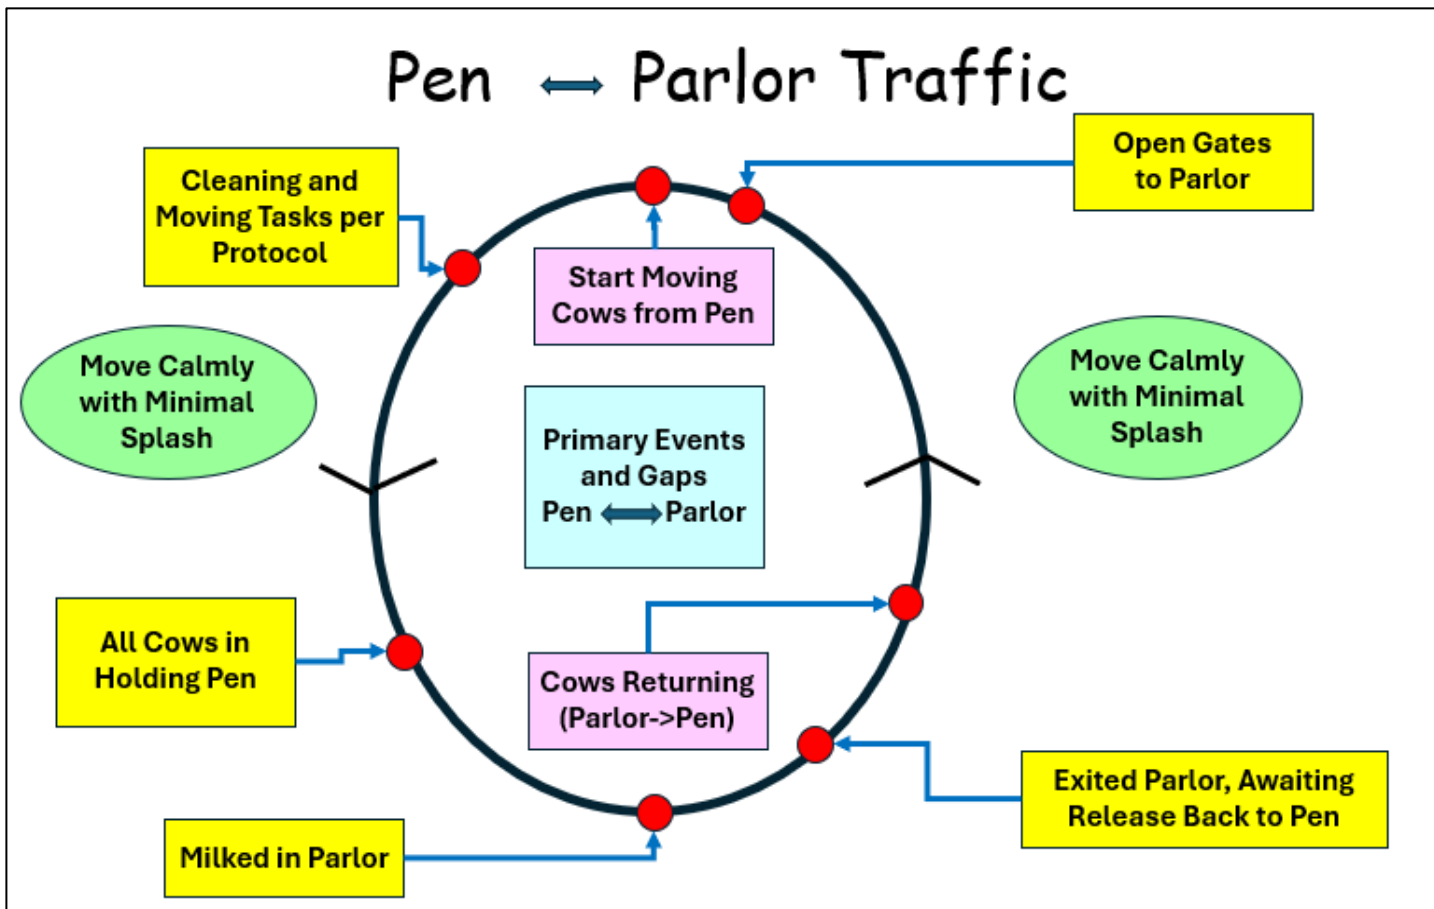 Pen Parlor Traffic
Open Gates
to Parlor
Cleaning and
Moving Tasks per
Protocol
Start Moving
Cows from Pen
Move Calmly
with Minimal
Splash
Move Calmly
with Minimal
Splash
Primary Events
and Gaps
Pen Parlor
All Cows in
Holding Pen
Cows Returning
(Parlor->Pen)
Exited Parlor, Awaiting
Release Back to Pen
Milked in Parlor